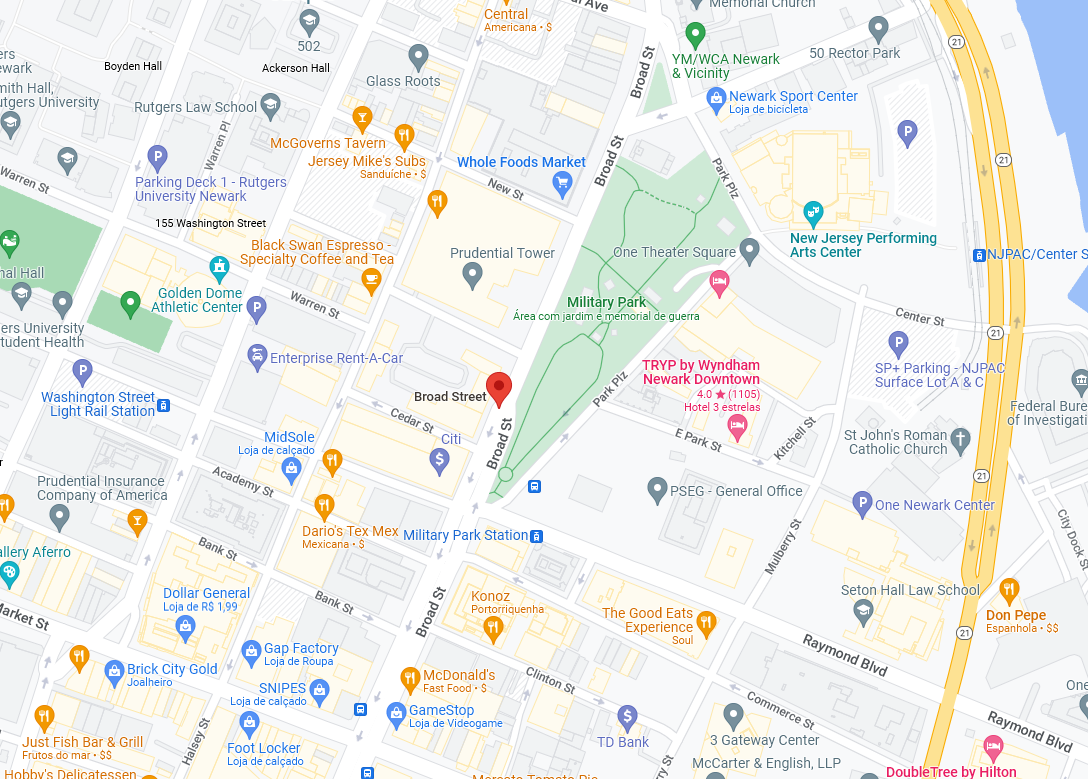 Central
Americana • $
Memorial Church
502
50 Rector Park
Boyden Hall
Ackerson Hall
Glass Roots
YM/WCA Newark
& Vicinity
Broad St
21
Rutgers University
Rutgers Law School
Newark Sport Center
Loja de bicicleta
P
McGoverns Tavern
Jersey Mike's Subs
Sanduíche • $
Warren Pl
Whole Foods Market
Broad St
Park Plz
21
Parking Deck 1 - Rutgers
University Newark
Warren St
New St
155 Washington Street
Black Swan Espresso -
Specialty Coffee and Tea
Prudential Tower
One Theater Square
New Jersey Performing
Arts Center
NJPAC/Center S
Golden Dome
Athletic Center
Warren St
Military Park
Área com jardim e memorial de guerra
Center St
21
ers University
tudent Health
Enterprise Rent-A-Car
TRYP by Wyndham
Newark Downtown
4.0 ★ (1105)
Hotel 3 estrelas
SP+ Parking - NJPAC
Surface Lot A & C
Washington Street
Light Rail Station
Broad Street
Park Plz
Cedar St
Broad St
Federal Bure
of Investigati
MidSole
Loja de calçado
Citi
E Park St
Kitchell St
St John's Roman
Catholic Church
Academy St
21
Prudential Insurance
Company of America
PSEG - General Office
One Newark Center
Dario's Tex Mex
Mexicana • $
Military Park Station
Mulberry St
City Dock St
allery Aferro
Bank St
Dollar General
Loja de R$ 1,99
Bank St
Broad St
Konoz
Portorriquenha
The Good Eats
Experience
Soul
Seton Hall Law School
Don Pepe
Espanhola • $$
Market St
21
Raymond Blvd
Gap Factory
Loja de Roupa
Brick City Gold
Joalheiro
SNIPES
Loja de calçado
McDonald's
Fast Food • $
Clinton St
Commerce St
GameStop
Loja de Videogame
Halsey St
TD Bank
3 Gateway Center
Raymond Blvd
Just Fish Bar & Grill
Frutos do mar • $$
Foot Locker
Loja de calçado
McCarter & English, LLP
DoubleTree by Hilton
Hobby's Delicatessen